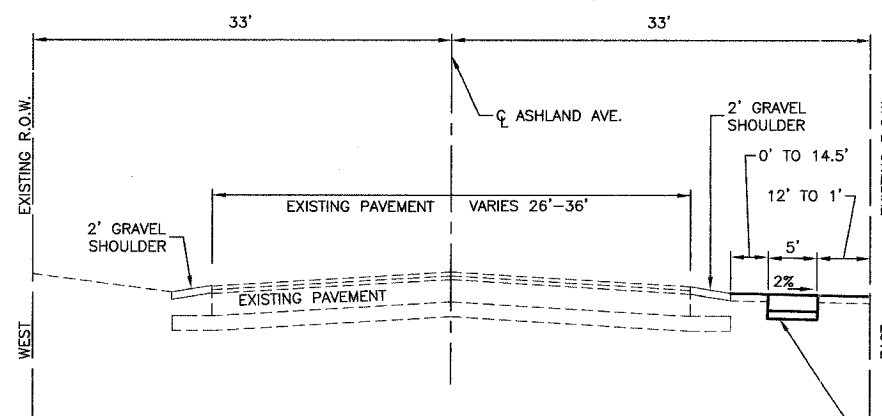 33'
33'
℄ ASHLAND AVE.
2' GRAVEL
SHOULDER
0' TO 14.5'
12' TO 1'
EXISTING R.O.W.
EXISTING PAVEMENT VARIES 26'-36'
5'
2' GRAVEL
SHOULDER
2%
EXISTING PAVEMENT
WEST